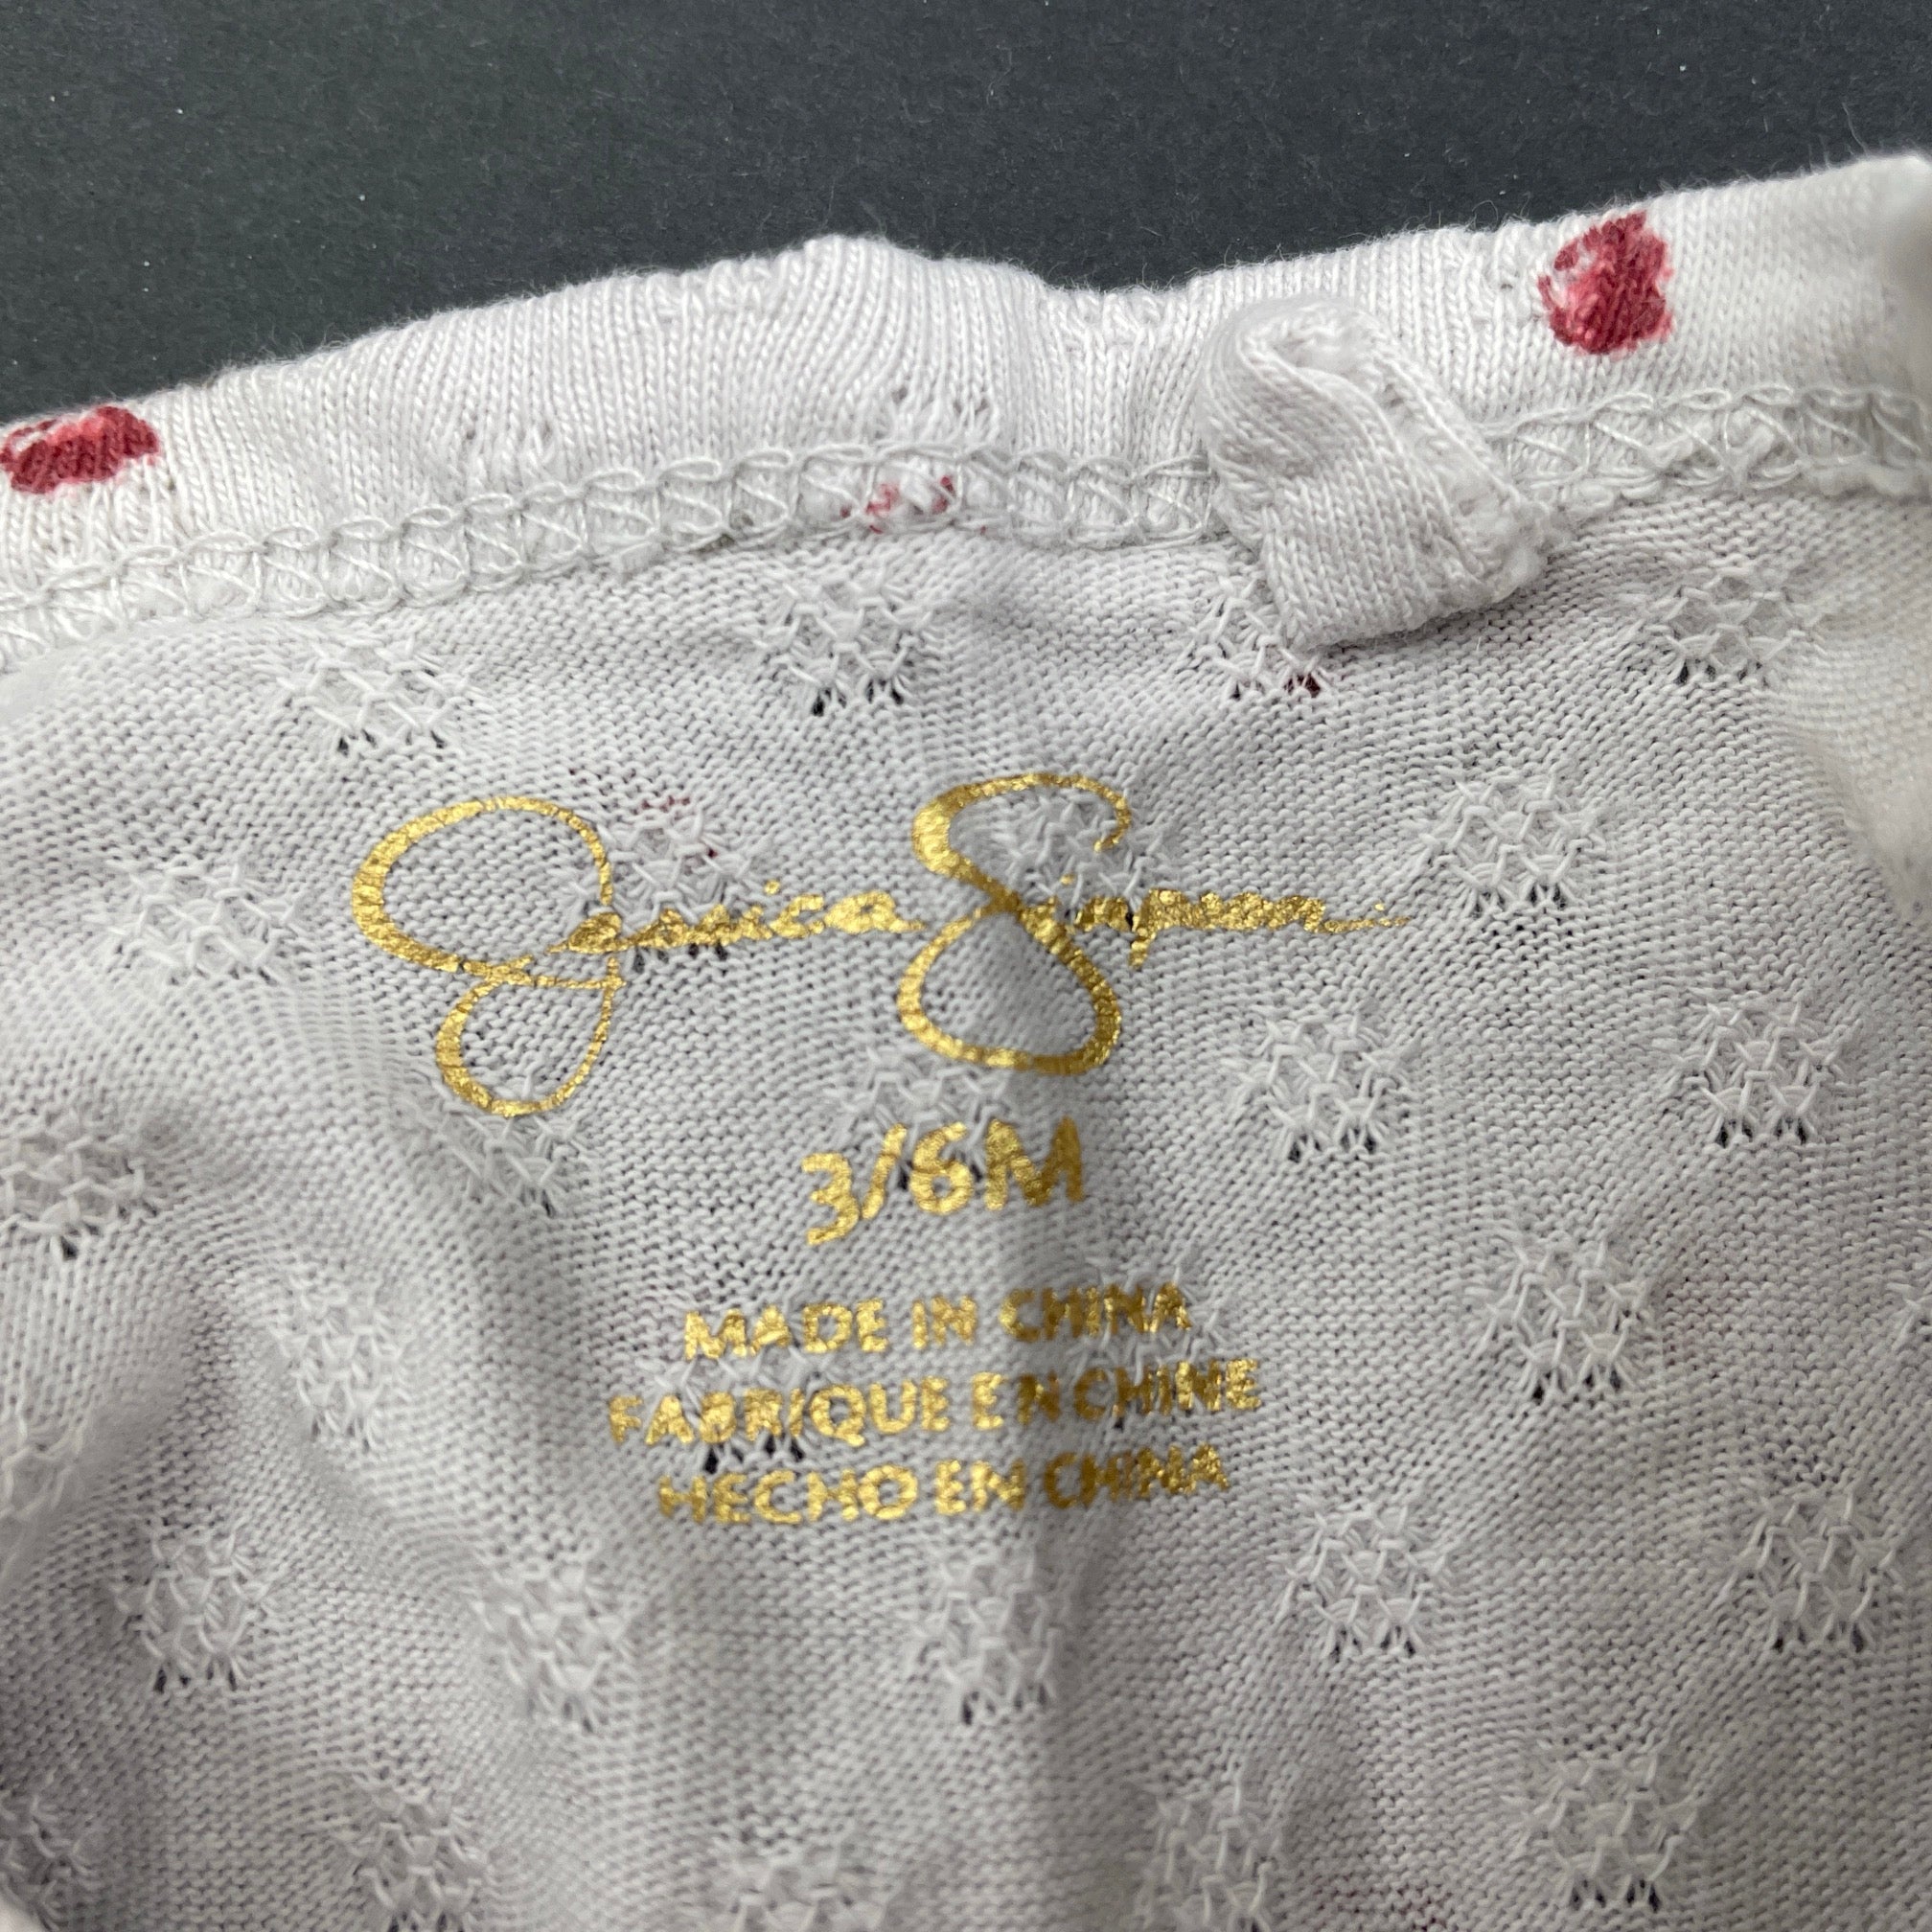 Jessica Simpson
3/6M
MADE IN CHINA
FABRIQUE EN CHINE
HECHO EN CHINA